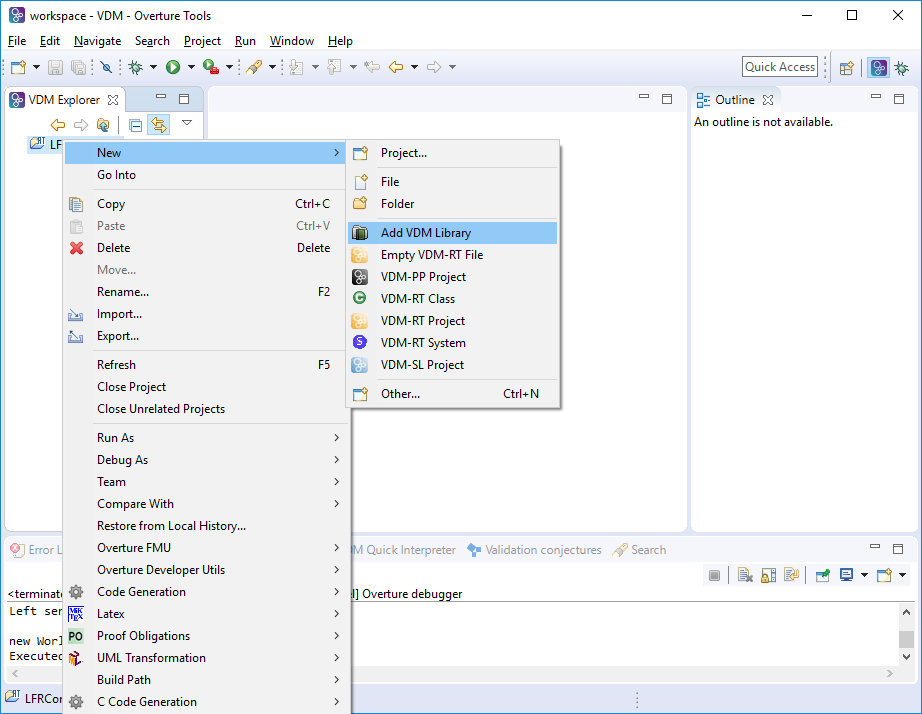 workspace - VDM - Overture Tools
File Edit Navigate Search Project Run Window Help
Quick Access
VDM Explorer
Outline
An outline is not available.
LF
New
Go Into
Copy Ctrl+C
Paste Ctrl+V
Delete Delete
Move...
Rename... F2
Import...
Export...
Refresh F5
Close Project
Close Unrelated Projects
Run As
Debug As
Team
Compare With
Restore from Local History...
Overture FMU
Overture Developer Utils
Code Generation
Latex
PO Proof Obligations
UML Transformation
Build Path
C Code Generation
Project...
File
Folder
Add VDM Library
Empty VDM-RT File
VDM-PP Project
C VDM-RT Class
VDM-RT Project
S VDM-RT System
VDM-SL Project
Other... Ctrl+N
Error L
M Quick Interpreter Validation conjectures Search
<terminate
] Overture debugger
Left ser
new Worl
Executed
LFRCor